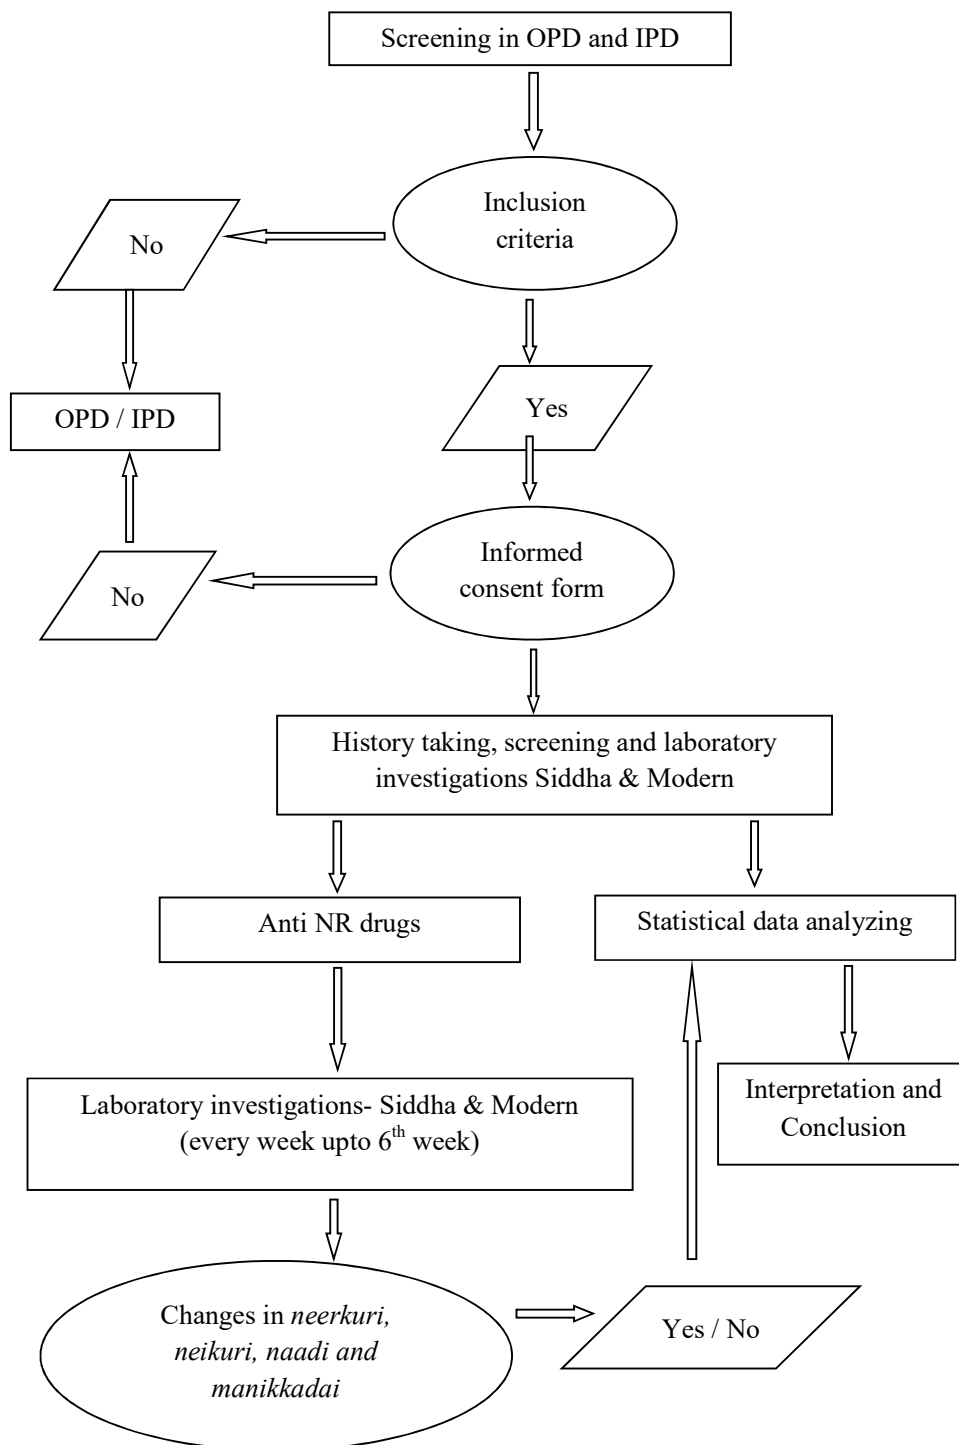 Screening in OPD and IPD
Inclusion
criteria
No
Yes
OPD / IPD
Informed
consent form
No
History taking, screening and laboratory
investigations Siddha & Modern
Anti NR drugs
Statistical data analyzing
Laboratory investigations- Siddha & Modern
(every week upto 6th week)
Interpretation and
Conclusion
Changes in neerkuri,
neikuri, naadi and
manikkadai
Yes / No